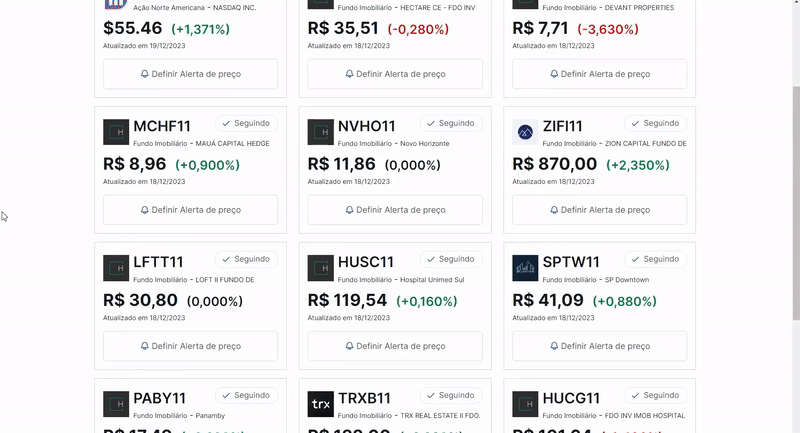 Ação Norte Americana - NASDAQ INC.
$55.46 (+1,371%)
Atualizado em 19/12/2023
Definir Alerta de preço
Fundo Imobiliário - HECTARE CE - FDO INV
R$ 35,51 (-0,280%)
Atualizado em 18/12/2023
Definir Alerta de preço
Fundo Imobiliário - DEVANT PROPERTIES
R$ 7,71 (-3,630%)
Atualizado em 18/12/2023
Definir Alerta de preço
MCHF11
Seguindo
Fundo Imobiliário - MAUÁ CAPITAL HEDGE
R$ 8,96 (+0,900%)
Atualizado em 18/12/2023
Definir Alerta de preço
NVHO11
Seguindo
Fundo Imobiliário - Novo Horizonte
R$ 11,86 (0,000%)
Atualizado em 18/12/2023
Definir Alerta de preço
ZIFI11
Seguindo
Fundo Imobiliário - ZION CAPITAL FUNDO DE
R$ 870,00 (+2,350%)
Atualizado em 18/12/2023
Definir Alerta de preço
LFTT11
Seguindo
Fundo Imobiliário - LOFT II FUNDO DE
R$ 30,80 (0,000%)
Atualizado em 18/12/2023
Definir Alerta de preço
HUSC11
Seguindo
Fundo Imobiliário - Hospital Unimed Sul
R$ 119,54 (+0,160%)
Atualizado em 18/12/2023
Definir Alerta de preço
SPTW11
Seguindo
Fundo Imobiliário - SP Downtown
R$ 41,09 (+0,880%)
Atualizado em 18/12/2023
Definir Alerta de preço
PABY11
Seguindo
Fundo Imobiliário - Panamby
trx
TRXB11
Seguindo
Fundo Imobiliário - TRX REAL ESTATE II FDO.
HUCG11
Seguindo
Fundo Imobiliário - FDO INV IMOB HOSPITAL